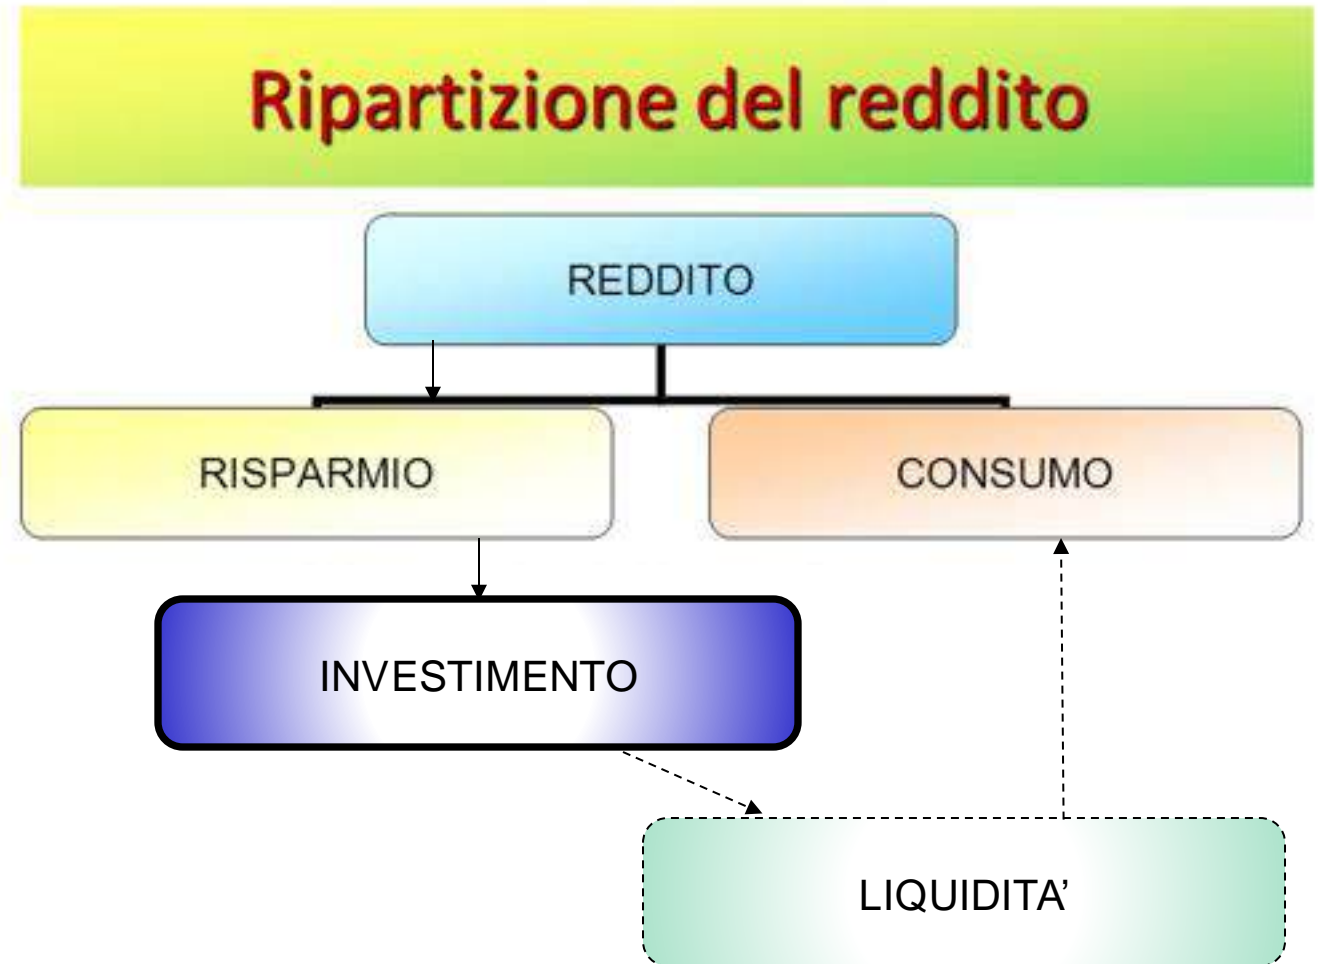 Ripartizione del reddito
REDDITO
RISPARMIO
CONSUMO
INVESTIMENTO
LIQUIDITA’